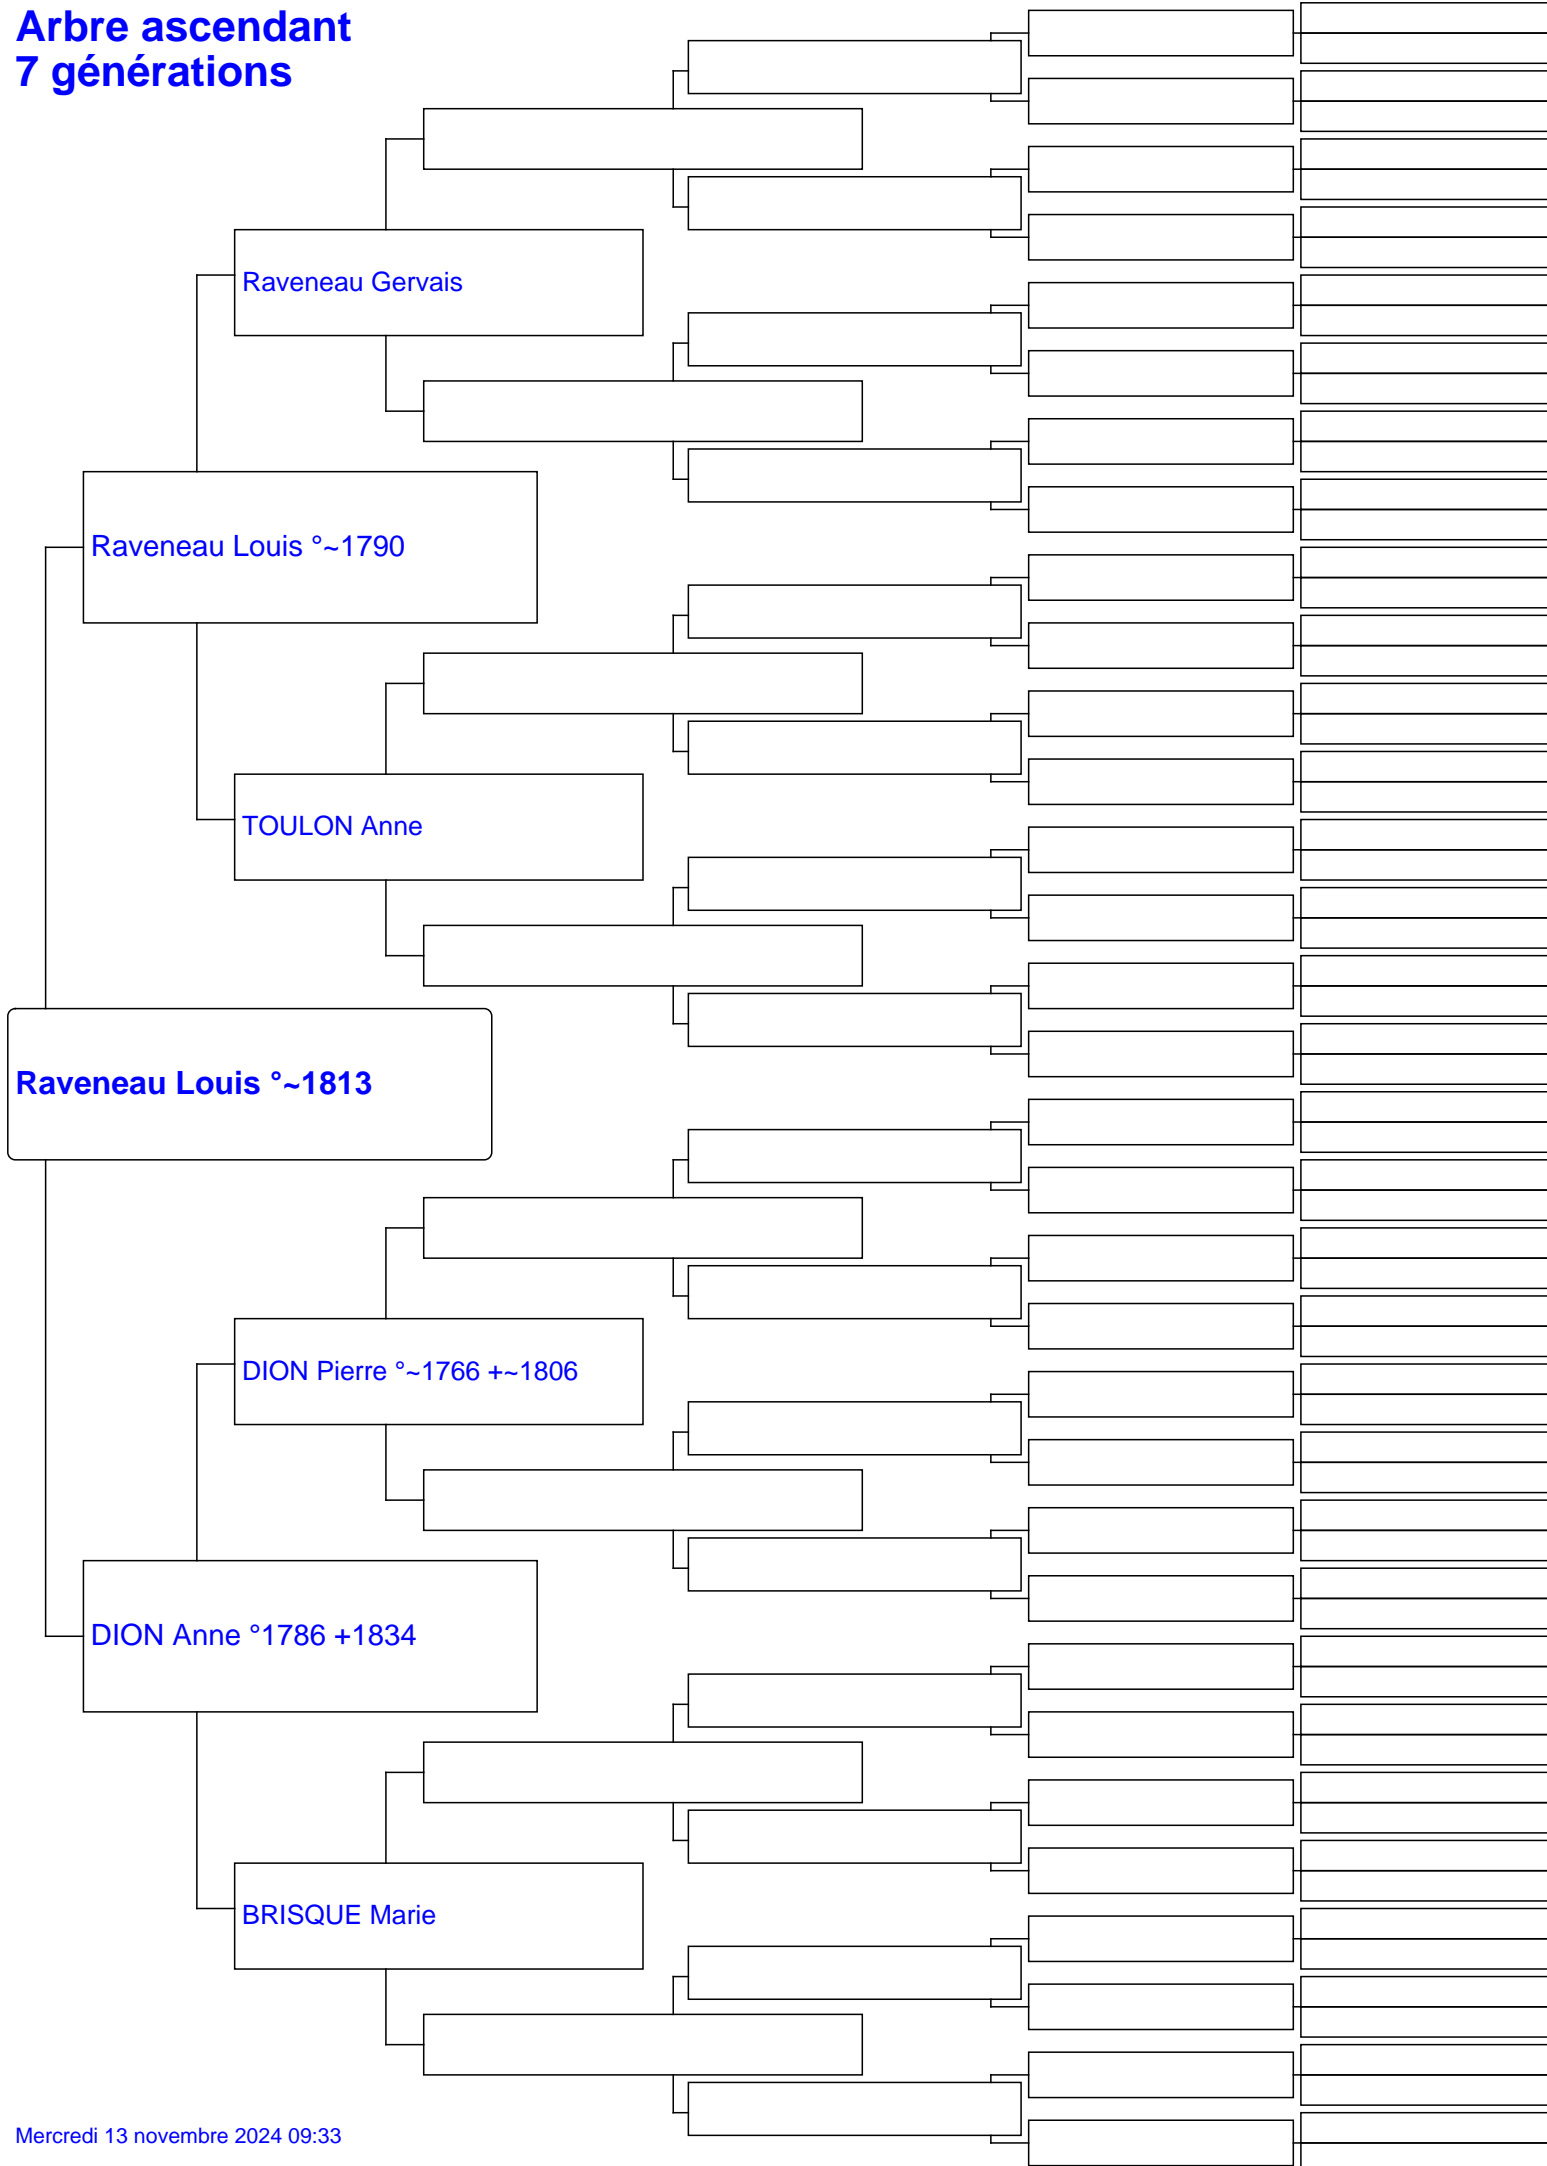 Arbre ascendant
7 générations
Raveneau Gervais
Raveneau Louis °~1790
TOULON Anne
Raveneau Louis °~1813
DION Pierre °~1766 +~1806
DION Anne °1786 +1834
BRISQUE Marie
Mercredi 13 novembre 2024 09:33